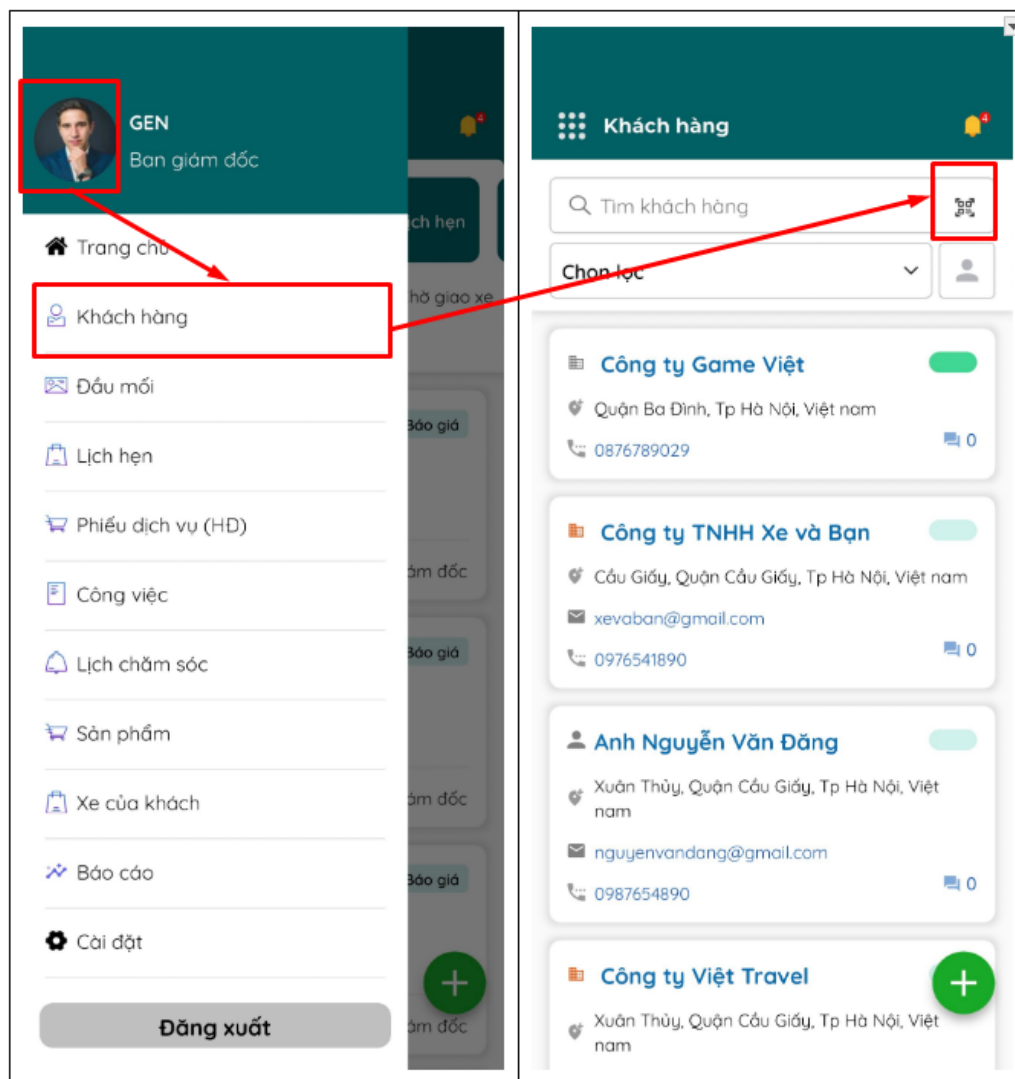 GEN
Ban giám đốc
Trang chủ
Khách hàng
Đầu mối
Lịch hẹn
Phiếu dịch vụ (HĐ)
Công việc
Lịch chăm sóc
Sản phẩm
Xe của khách
Báo cáo
Cài đặt
Đăng xuất
4
ịch hẹn
hờ giao xe
Báo giá
ám đốc
Báo giá
ám đốc
Báo giá
ám đốc
Khách hàng
4
Tìm khách hàng
Chọn lọc
Công ty Game Việt
Quận Ba Đình, Tp Hà Nội, Việt nam
0876789029
0
Công ty TNHH Xe và Bạn
Cầu Giấy, Quận Cầu Giấy, Tp Hà Nội, Việt nam
xevaban@gmail.com
0976541890
0
Anh Nguyễn Văn Đăng
Xuân Thủy, Quận Cầu Giấy, Tp Hà Nội, Việt
nam
nguyenvandang@gmail.com
0987654890
0
Công ty Việt Travel
Xuân Thủy, Quận Cầu Giấy, Tp Hà Nội, Việt
nam